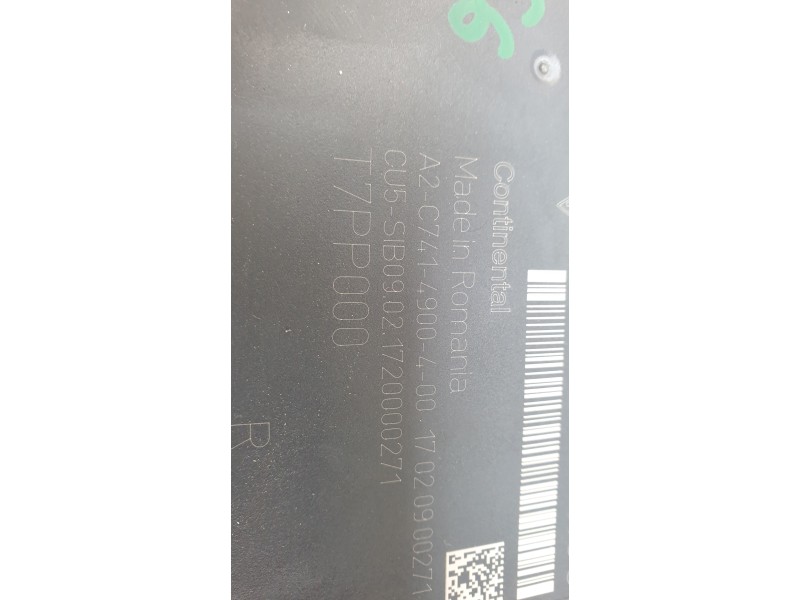 Continental
Made in Romania
A2-C741-4900-4-00. 17 02 09 00271
CU5-SIB09.02.1720000271
T7PP000
R